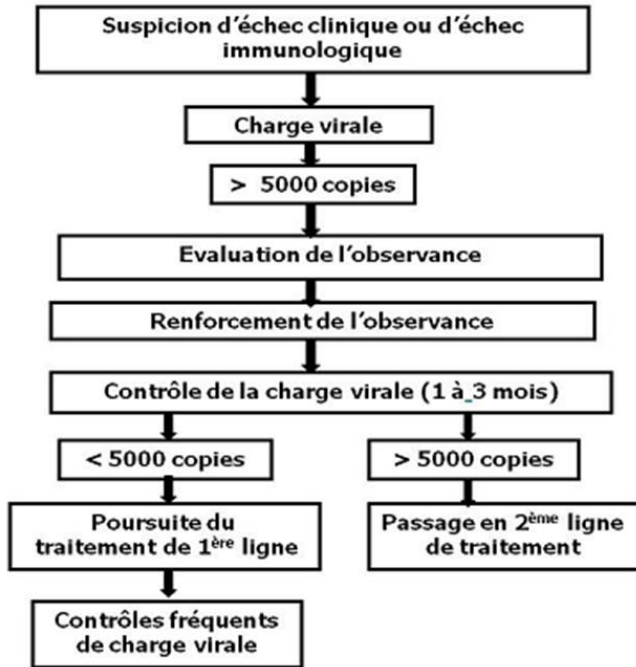 Suspicion d'échec clinique ou d'échec
immunologique
Charge virale
> 5000 copies
Evaluation de l'observance
Renforcement de l'observance
Contrôle de la charge virale (1 à 3 mois)
< 5000 copies
> 5000 copies
Poursuite du
traitement de 1ère ligne
Passage en 2ème ligne
de traitement
Contrôles fréquents
de charge virale